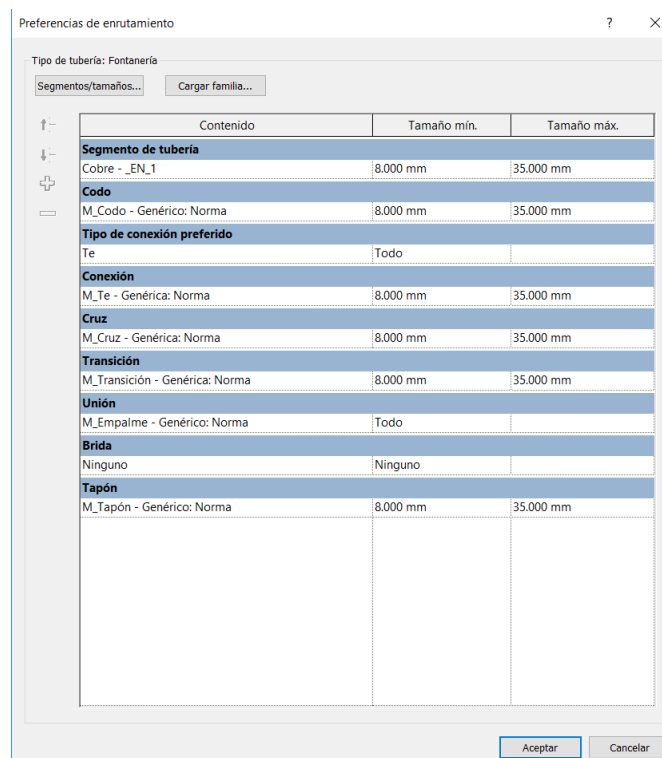 Preferencias de enrutamiento ? ×
Tipo de tubería: Fontanería
Segmentos/tamaños... Cargar familia...
Contenido Tamaño mín. Tamaño máx.
Segmento de tubería
Cobre - _EN_1 8.000 mm 35.000 mm
Codo
M_Codo - Genérico: Norma 8.000 mm 35.000 mm
Tipo de conexión preferido
Te Todo
Conexión
M_Te - Genérica: Norma 8.000 mm 35.000 mm
Cruz
M_Cruz - Genérica: Norma 8.000 mm 35.000 mm
Transición
M_Transición - Genérica: Norma 8.000 mm 35.000 mm
Unión
M_Empalme - Genérico: Norma Todo
Brida
Ninguno Ninguno
Tapón
M_Tapón - Genérico: Norma 8.000 mm 35.000 mm
Aceptar Cancelar